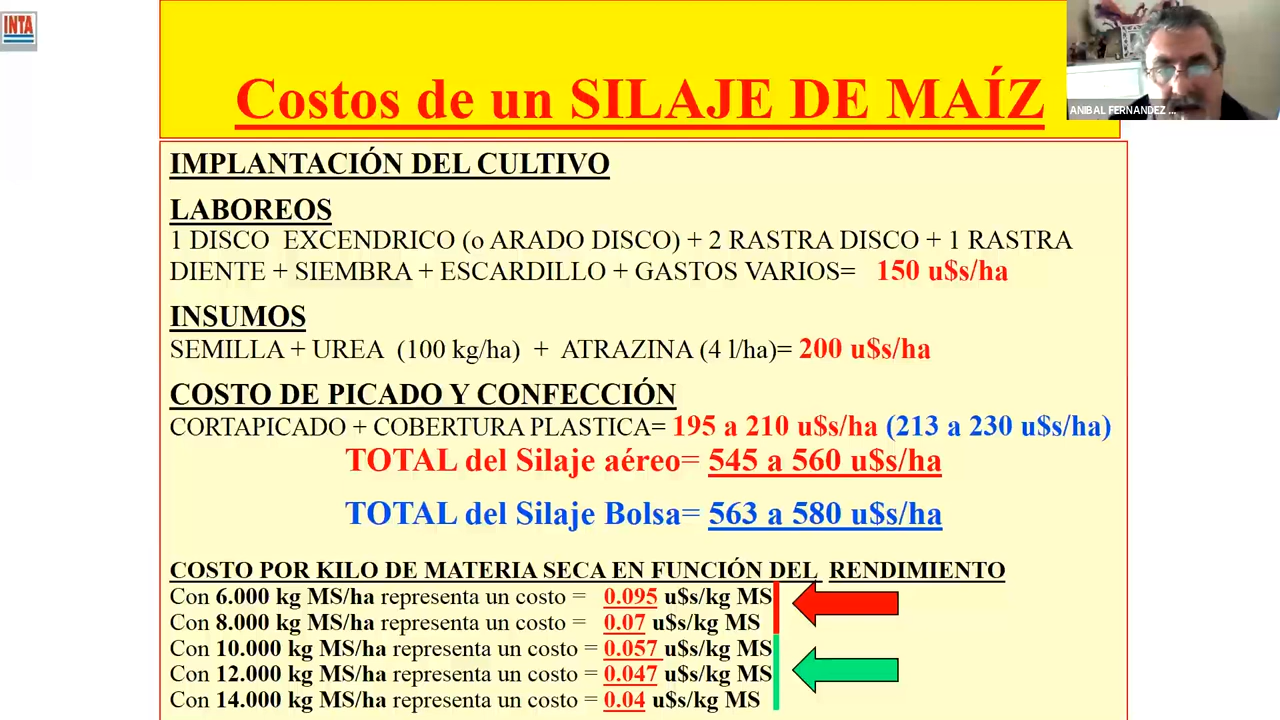 INTA
Costos de un SILAJE DE MAÍZ
ANIBAL FERNANDEZ ...
IMPLANTACIÓN DEL CULTIVO
LABOREOS
1 DISCO EXCENDRICO (o ARADO DISCO) + 2 RASTRA DISCO + 1 RASTRA
DIENTE + SIEMBRA + ESCARDILLO + GASTOS VARIOS= 150 u$s/ha
INSUMOS
SEMILLA + UREA (100 kg/ha) + ATRAZINA (4 l/ha)= 200 u$s/ha
COSTO DE PICADO Y CONFECCIÓN
CORTAPICADO + COBERTURA PLASTICA= 195 a 210 u$s/ha (213 a 230 u$s/ha)
TOTAL del Silaje aéreo= 545 a 560 u$s/ha
TOTAL del Silaje Bolsa= 563 a 580 u$s/ha
COSTO POR KILO DE MATERIA SECA EN FUNCIÓN DEL RENDIMIENTO
Con 6.000 kg MS/ha representa un costo = 0.095 u$s/kg MS
Con 8.000 kg MS/ha representa un costo = 0.07 u$s/kg MS
Con 10.000 kg MS/ha representa un costo = 0.057 u$s/kg MS
Con 12.000 kg MS/ha representa un costo = 0.047 u$s/kg MS
Con 14.000 kg MS/ha representa un costo = 0.04 u$s/kg MS